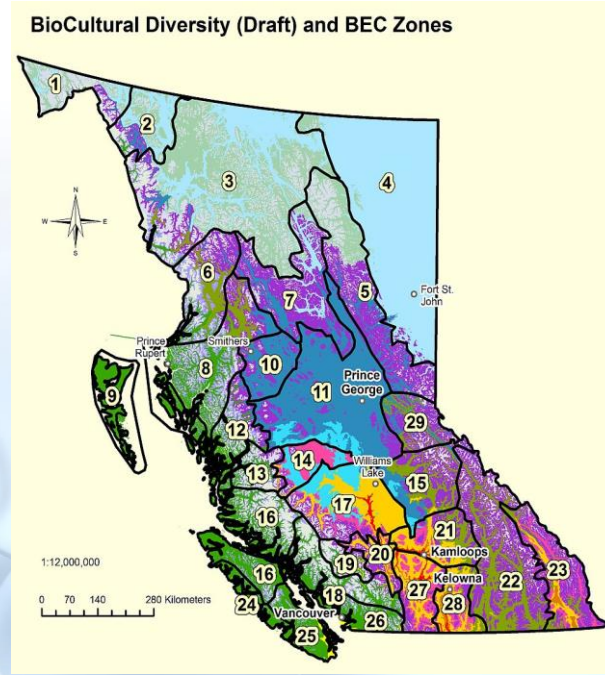 BioCultural Diversity (Draft) and BEC Zones
1
2
3
4
N
W E
S
6
7
5
Fort St.
John
Prince
Rupert
Smithers
8
10
9
11
Prince
George
12
29
14
Williams
Lake
13
15
17
16
21
1:12,000,000
20
Kamloops
19
22
23
16
Kelowna
0 70 140 280 Kilometers
18
27
28
24
Vancouver
25
26